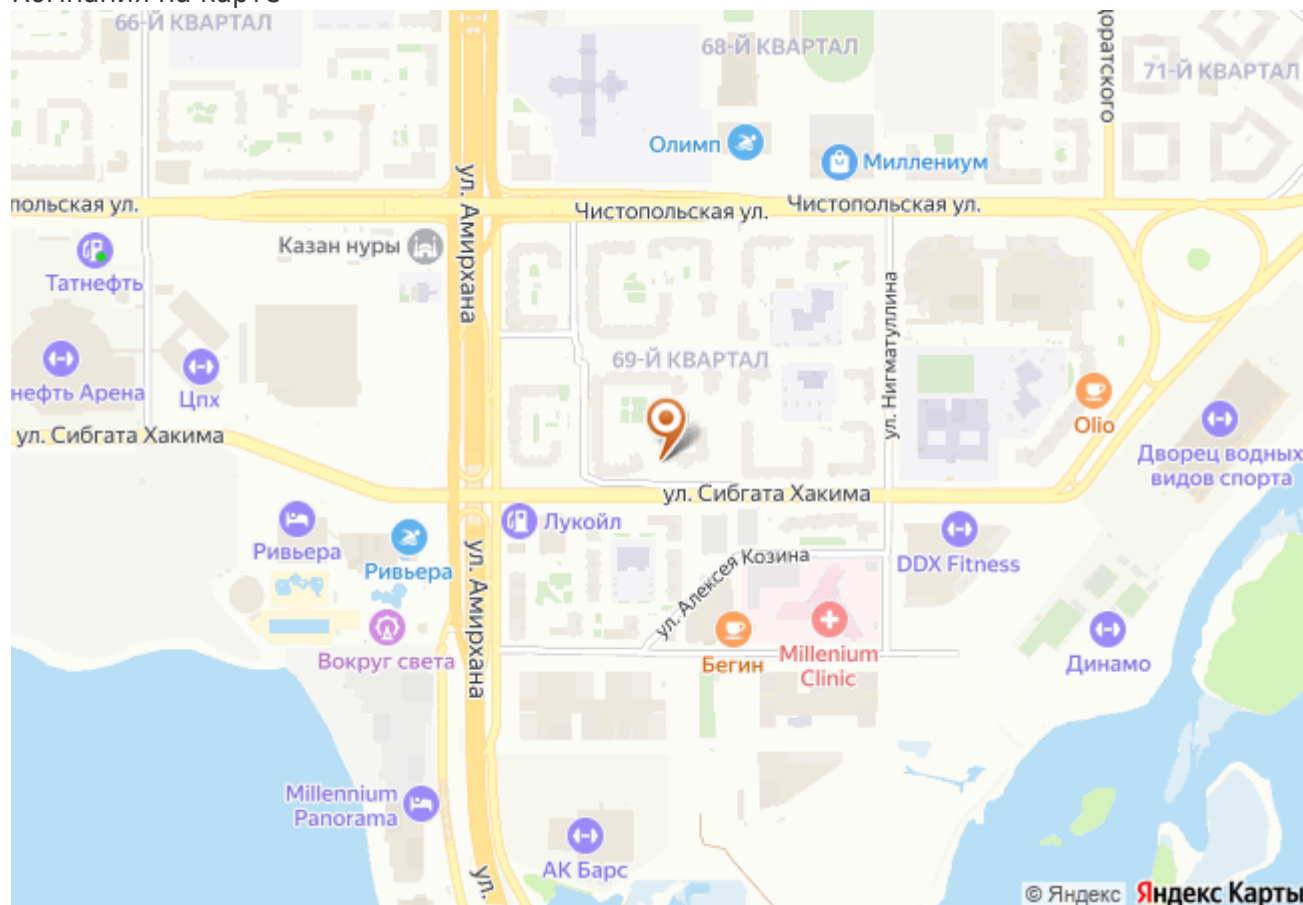 Компания на карте
66-Й КВАРТАЛ
68-Й КВАРТАЛ
71-Й КВАРТАЛ
Олимп
Миллениум
ул. Амирхана
польская ул.
Чистопольская ул.
Чистопольская ул.
Казан нуры
Татнефть
ул. Нигматуллина
69-Й КВАРТАЛ
нефть Арена
Цпх
Olio
ул. Сибгата Хакима
Дворец водных
видов спорта
ул. Сибгата Хакима
Лукойл
Ривьера
Ривьера
DDX Fitness
ул. Алексея Козина
ул. Амирхана
Вокруг света
Бегин
Millenium
Clinic
Динамо
Millennium
Panorama
АК Барс
ул.
© Яндекс Яндекс Карты